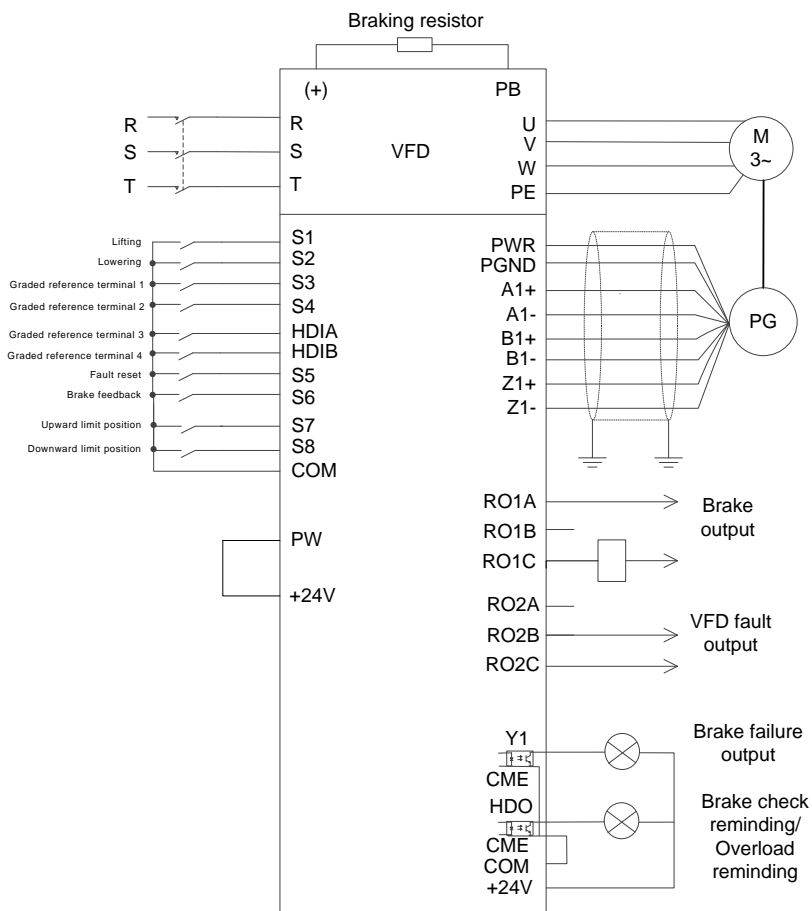 Braking resistor
(+)
PB
R
S
T
R
S
T
VFD
U
V
W
PE
M
3~
Lifting
Lowering
Graded reference terminal 1
Graded reference terminal 2
Graded reference terminal 3
Graded reference terminal 4
Fault reset
Brake feedback
Upward limit position
Downward limit position
S1
S2
S3
S4
HDIA
HDIB
S5
S6
S7
S8
COM
PW
+24V
PWR
PGND
A1+
A1-
B1+
B1-
Z1+
Z1-
PG
RO1A
RO1B
RO1C
Brake
output
RO2A
RO2B
RO2C
VFD fault
output
Y1
CME
HDO
CME
COM
+24V
Brake failure
output
Brake check
reminding/
Overload
reminding